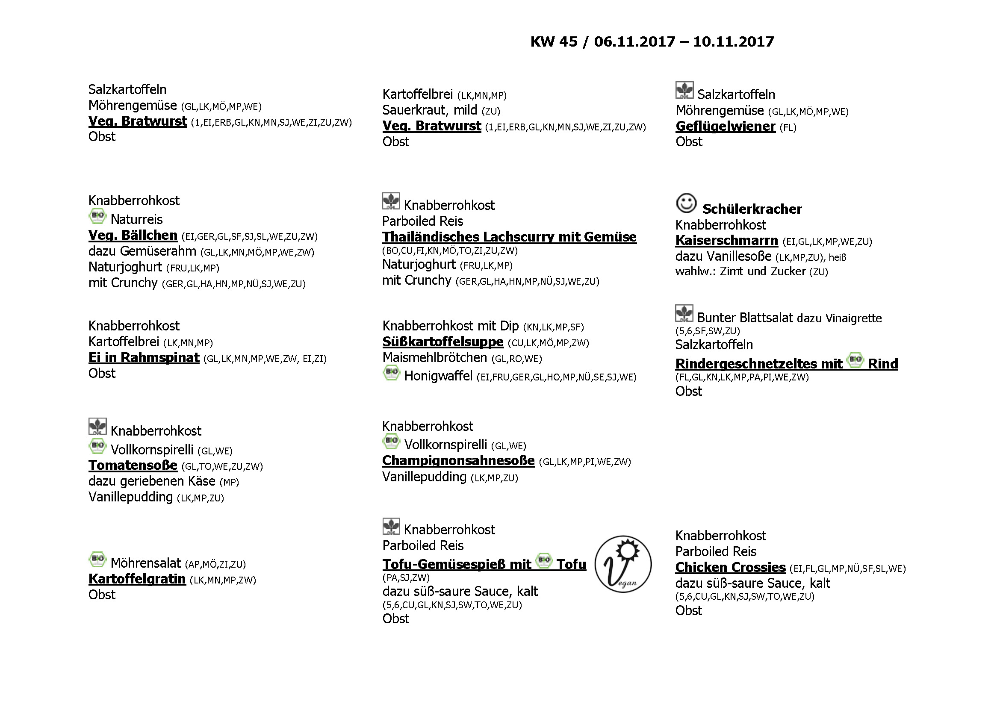 KW 45 / 06.11.2017 – 10.11.2017
Salzkartoffeln
Möhrengemüse (GL,LK,MÖ,MP,WE)
Veg. Bratwurst (1,EI,ERB,GL,KN,MN,SJ,WE,ZI,ZU,ZW)
Obst
Kartoffelbrei (LK,MN,MP)
Sauerkraut, mild (ZU)
Veg. Bratwurst (1,EI,ERB,GL,KN,MN,SJ,WE,ZI,ZU,ZW)
Obst
Salzkartoffeln
Möhrengemüse (GL,LK,MÖ,MP,WE)
Geflügelwiener (FL)
Obst
Knabberrohkost
BIO Naturreis
Veg. Bällchen (EI,GER,GL,SF,SJ,SL,WE,ZU,ZW)
dazu Gemüserahm (GL,LK,MN,MÖ,MP,WE,ZW)
Naturjoghurt (FRU,LK,MP)
mit Crunchy (GER,GL,HA,HN,MP,NÜ,SJ,WE,ZU)
Knabberrohkost
Parboiled Reis
Thailändisches Lachscurry mit Gemüse
(BO,CU,FI,KN,MÖ,TO,ZI,ZU,ZW)
Naturjoghurt (FRU,LK,MP)
mit Crunchy (GER,GL,HA,HN,MP,NÜ,SJ,WE,ZU)
Schülerkracher
Knabberrohkost
Kaiserschmarrn (EI,GL,LK,MP,WE,ZU)
dazu Vanillesoße (LK,MP,ZU), heiß
wahlw.: Zimt und Zucker (ZU)
Knabberrohkost
Kartoffelbrei (LK,MN,MP)
Ei in Rahmspinat (GL,LK,MN,MP,WE,ZW, EI,ZI)
Obst
Knabberrohkost mit Dip (KN,LK,MP,SF)
Süßkartoffelsuppe (CU,LK,MÖ,MP,ZW)
Maismehlbrötchen (GL,RO,WE)
BIO Honigwaffel (EI,FRU,GER,GL,HO,MP,NÜ,SE,SJ,WE)
Bunter Blattsalat dazu Vinaigrette
(5,6,SF,SW,ZU)
Salzkartoffeln
Rindergeschnetzeltes mit BIO Rind
(FL,GL,KN,LK,MP,PA,PI,WE,ZW)
Obst
Knabberrohkost
BIO Vollkornspirelli (GL,WE)
Tomatensoße (GL,TO,WE,ZU,ZW)
dazu geriebenen Käse (MP)
Vanillepudding (LK,MP,ZU)
Knabberrohkost
BIO Vollkornspirelli (GL,WE)
Champignonsahnesoße (GL,LK,MP,PI,WE,ZW)
Vanillepudding (LK,MP,ZU)
BIO Möhrensalat (AP,MÖ,ZI,ZU)
Kartoffelgratin (LK,MN,MP,ZW)
Obst
Knabberrohkost
Parboiled Reis
Tofu-Gemüsespieß mit BIO Tofu
(PA,SJ,ZW)
dazu süß-saure Sauce, kalt
(5,6,CU,GL,KN,SJ,SW,TO,WE,ZU)
Obst
Vegan
Knabberrohkost
Parboiled Reis
Chicken Crossies (EI,FL,GL,MP,NÜ,SF,SL,WE)
dazu süß-saure Sauce, kalt
(5,6,CU,GL,KN,SJ,SW,TO,WE,ZU)
Obst